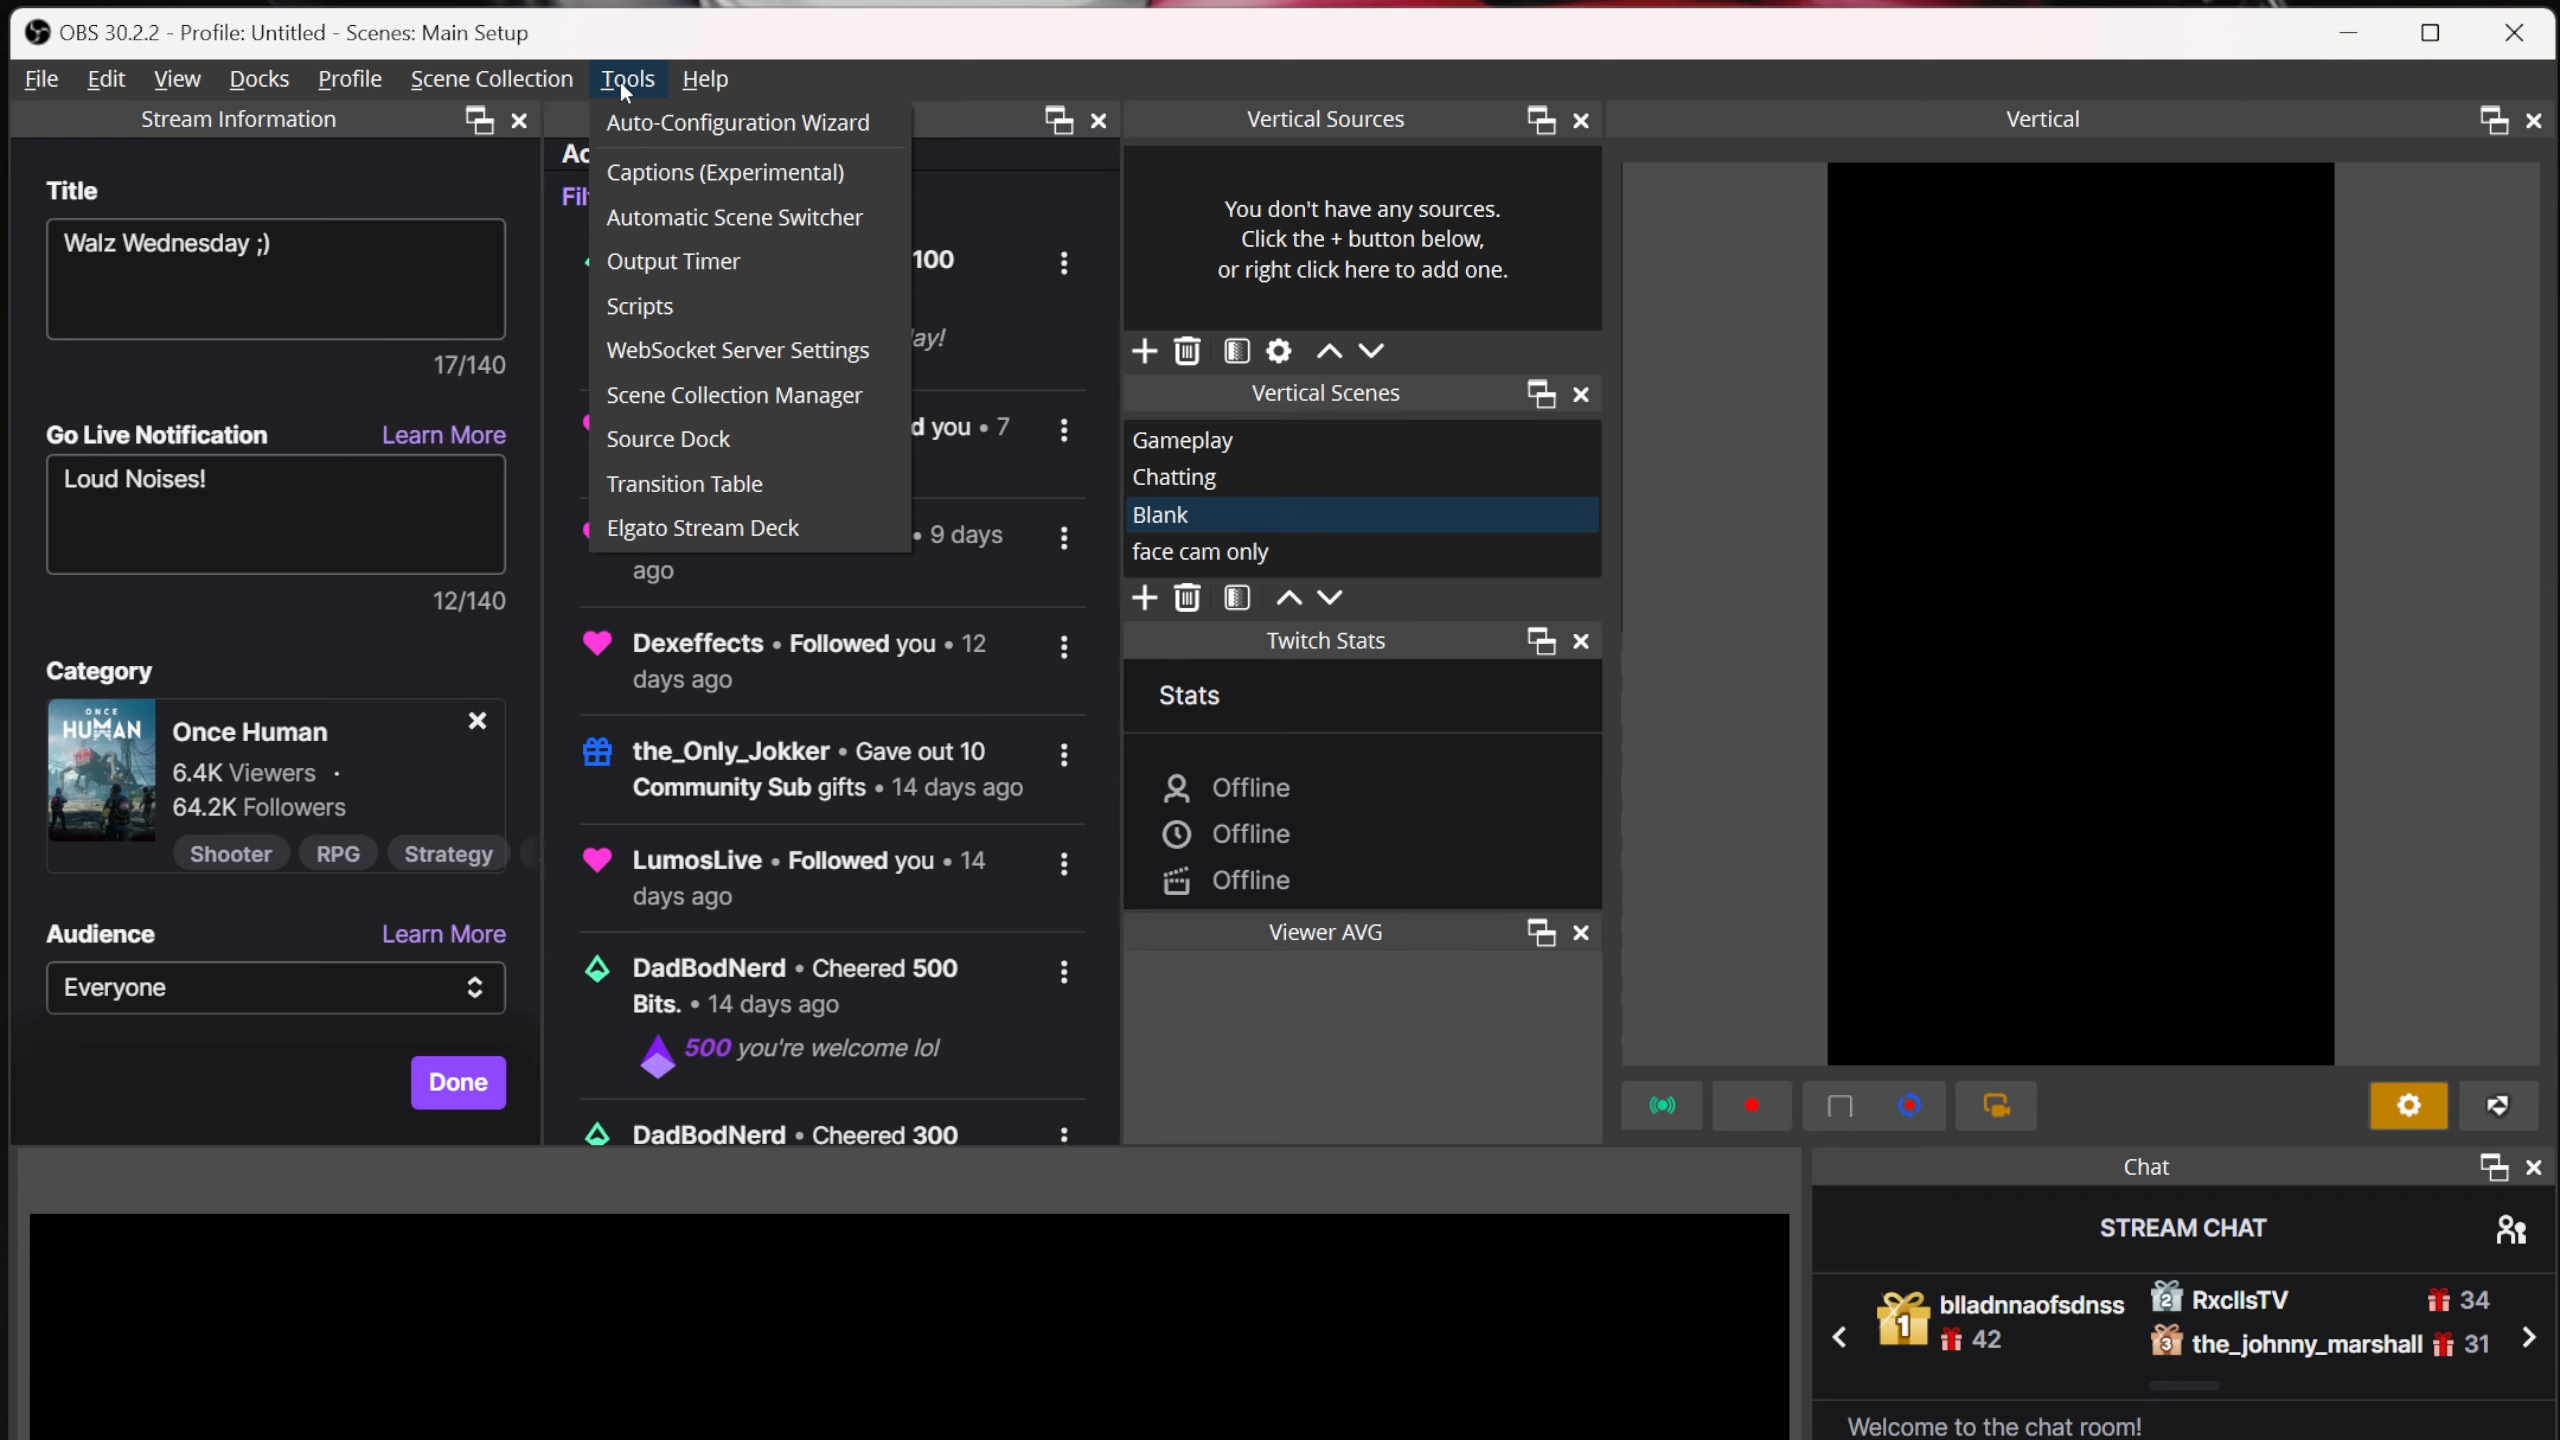 OBS 30.2.2 - Profile: Untitled - Scenes: Main Setup
File Edit View Docks Profile Scene Collection Tools Help
Stream Information
Title
Walz Wednesday ;)
17/140
Go Live Notification Learn More
Loud Noises!
12/140
Category
ONCE
HUMAN
Once Human
6.4K Viewers ·
64.2K Followers
Shooter RPG Strategy
Audience Learn More
Everyone
Done
Auto-Configuration Wizard
Captions (Experimental)
Automatic Scene Switcher
Output Timer
Scripts
WebSocket Server Settings
Scene Collection Manager
Source Dock
Transition Table
Elgato Stream Deck
100
ay!
d you • 7
• 9 days
ago
Dexeffects • Followed you • 12
days ago
the_Only_Jokker • Gave out 10
Community Sub gifts • 14 days ago
LumosLive • Followed you • 14
days ago
DadBodNerd • Cheered 500
Bits. • 14 days ago
500 you're welcome lol
DadBodNerd • Cheered 300
Vertical Sources
You don't have any sources.
Click the + button below,
or right click here to add one.
Vertical Scenes
Gameplay
Chatting
Blank
face cam only
Twitch Stats
Stats
Offline
Offline
Offline
Viewer AVG
Vertical
Chat
STREAM CHAT
1 blladnnaofsdnss
42
2 RxcllsTV 34
3 the_johnny_marshall 31
Welcome to the chat room!